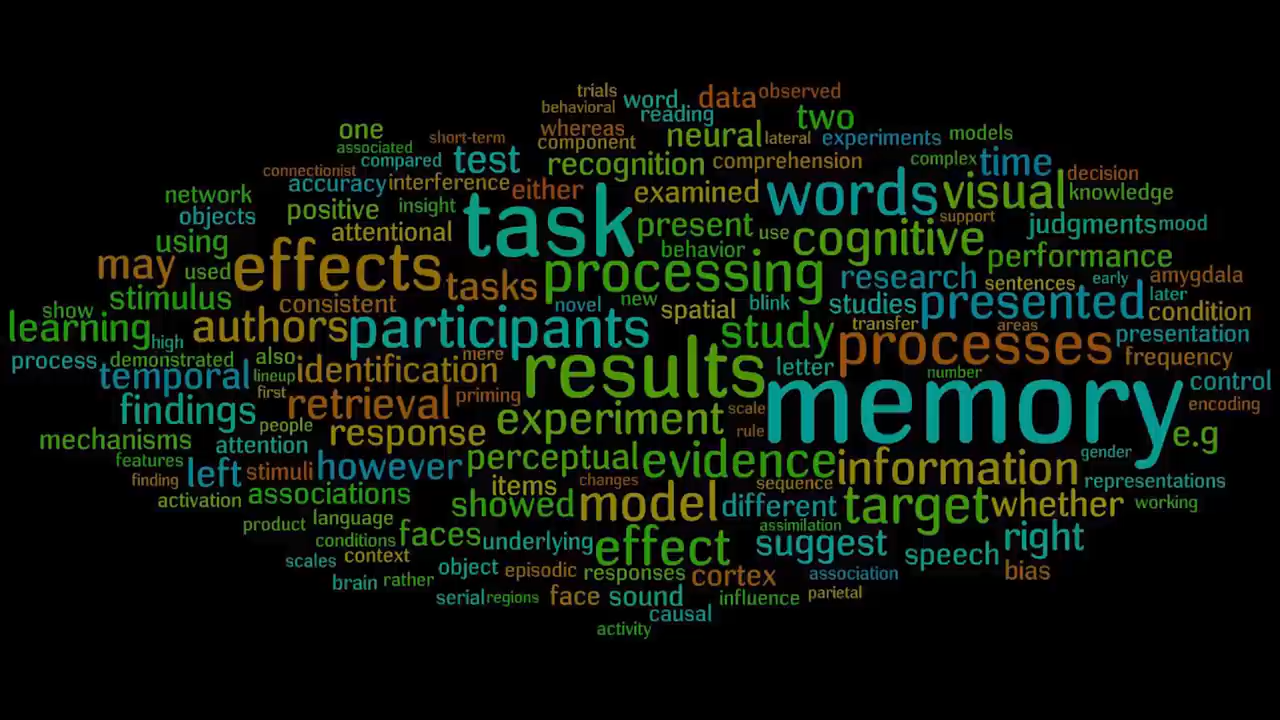 trials
word
data
observed
behavioral
reading
two
one
short-term
whereas
component
neural
lateral
experiments
models
associated
compared
test
recognition
comprehension
complex
time
connectionist
accuracy
interference
either
examined
words
visual
decision
knowledge
network
objects
positive
insight
task
present
use
support
judgments
mood
using
attentional
behavior
cognitive
performance
may
used
effects
tasks
processing
research
sentences
early
amygdala
stimulus
consistent
novel
new
spatial
blink
studies
presented
later
condition
show
learning
high
authors
participants
study
transfer
areas
presentation
process
demonstrated
also
mere
results
letter
processes
frequency
temporal
lineup
identification
number
memory
control
first
retrieval
priming
encoding
findings
people
response
experiment
scale
rule
e.g
mechanisms
attention
features
however
perceptual
evidence
information
gender
finding
left
stimuli
items
changes
sequence
representations
activation
associations
showed
model
different
target
whether
working
product
language
conditions
faces
underlying
effect
assimilation
suggest
speech
right
scales
context
brain
rather
object
episodic
responses
cortex
association
bias
serial
regions
face
sound
influence
parietal
causal
activity